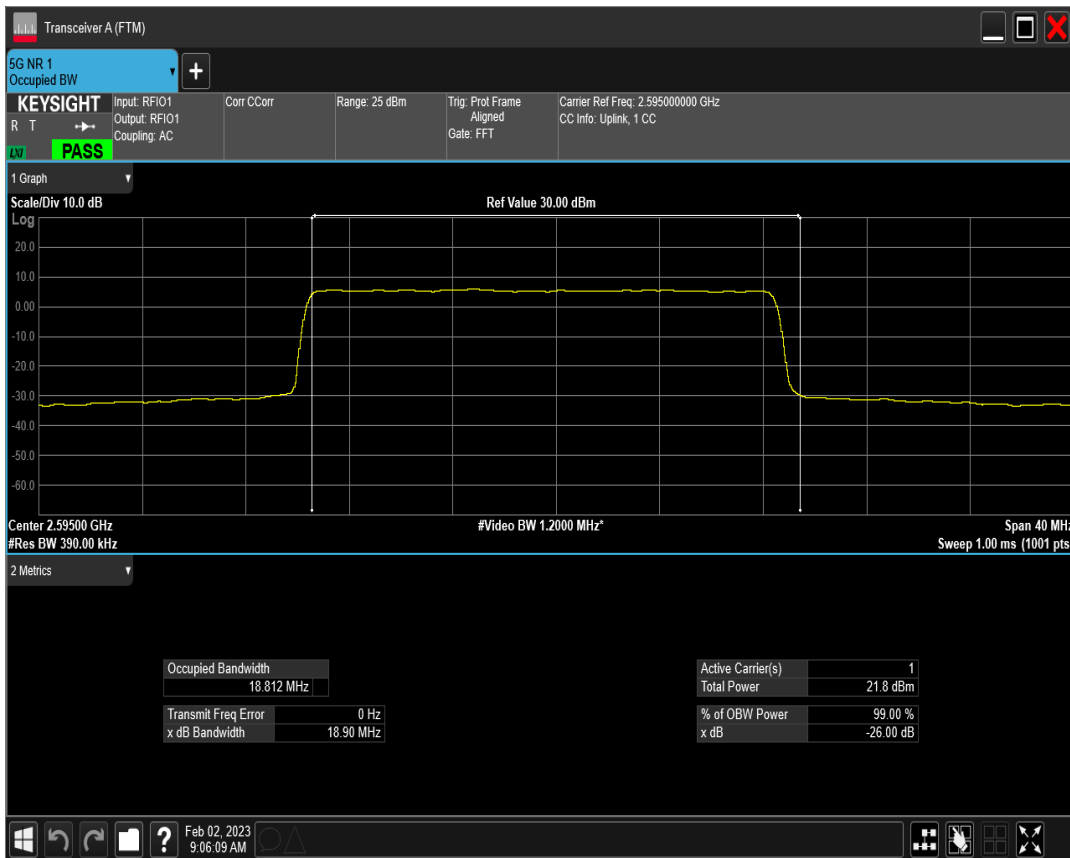 Transceiver A (FTM)
5G NR 1
Occupied BW
+
KEYSIGHT
R T
LXI
PASS
Input: RFIO1
Output: RFIO1
Coupling: AC
Corr CCorr
Range: 25 dBm
Trig: Prot Frame
Aligned
Gate: FFT
Carrier Ref Freq: 2.595000000 GHz
CC Info: Uplink, 1 CC
1 Graph
Scale/Div 10.0 dB
Ref Value 30.00 dBm
Log
20.0
10.0
0.00
-10.0
-20.0
-30.0
-40.0
-50.0
-60.0
Center 2.59500 GHz
#Video BW 1.2000 MHz*
Span 40 MHz
#Res BW 390.00 kHz
Sweep 1.00 ms (1001 pts
2 Metrics
Occupied Bandwidth
18.812 MHz
Transmit Freq Error 0 Hz
x dB Bandwidth 18.90 MHz
Active Carrier(s) 1
Total Power 21.8 dBm
% of OBW Power 99.00 %
x dB -26.00 dB
?
Feb 02, 2023
9:06:09 AM